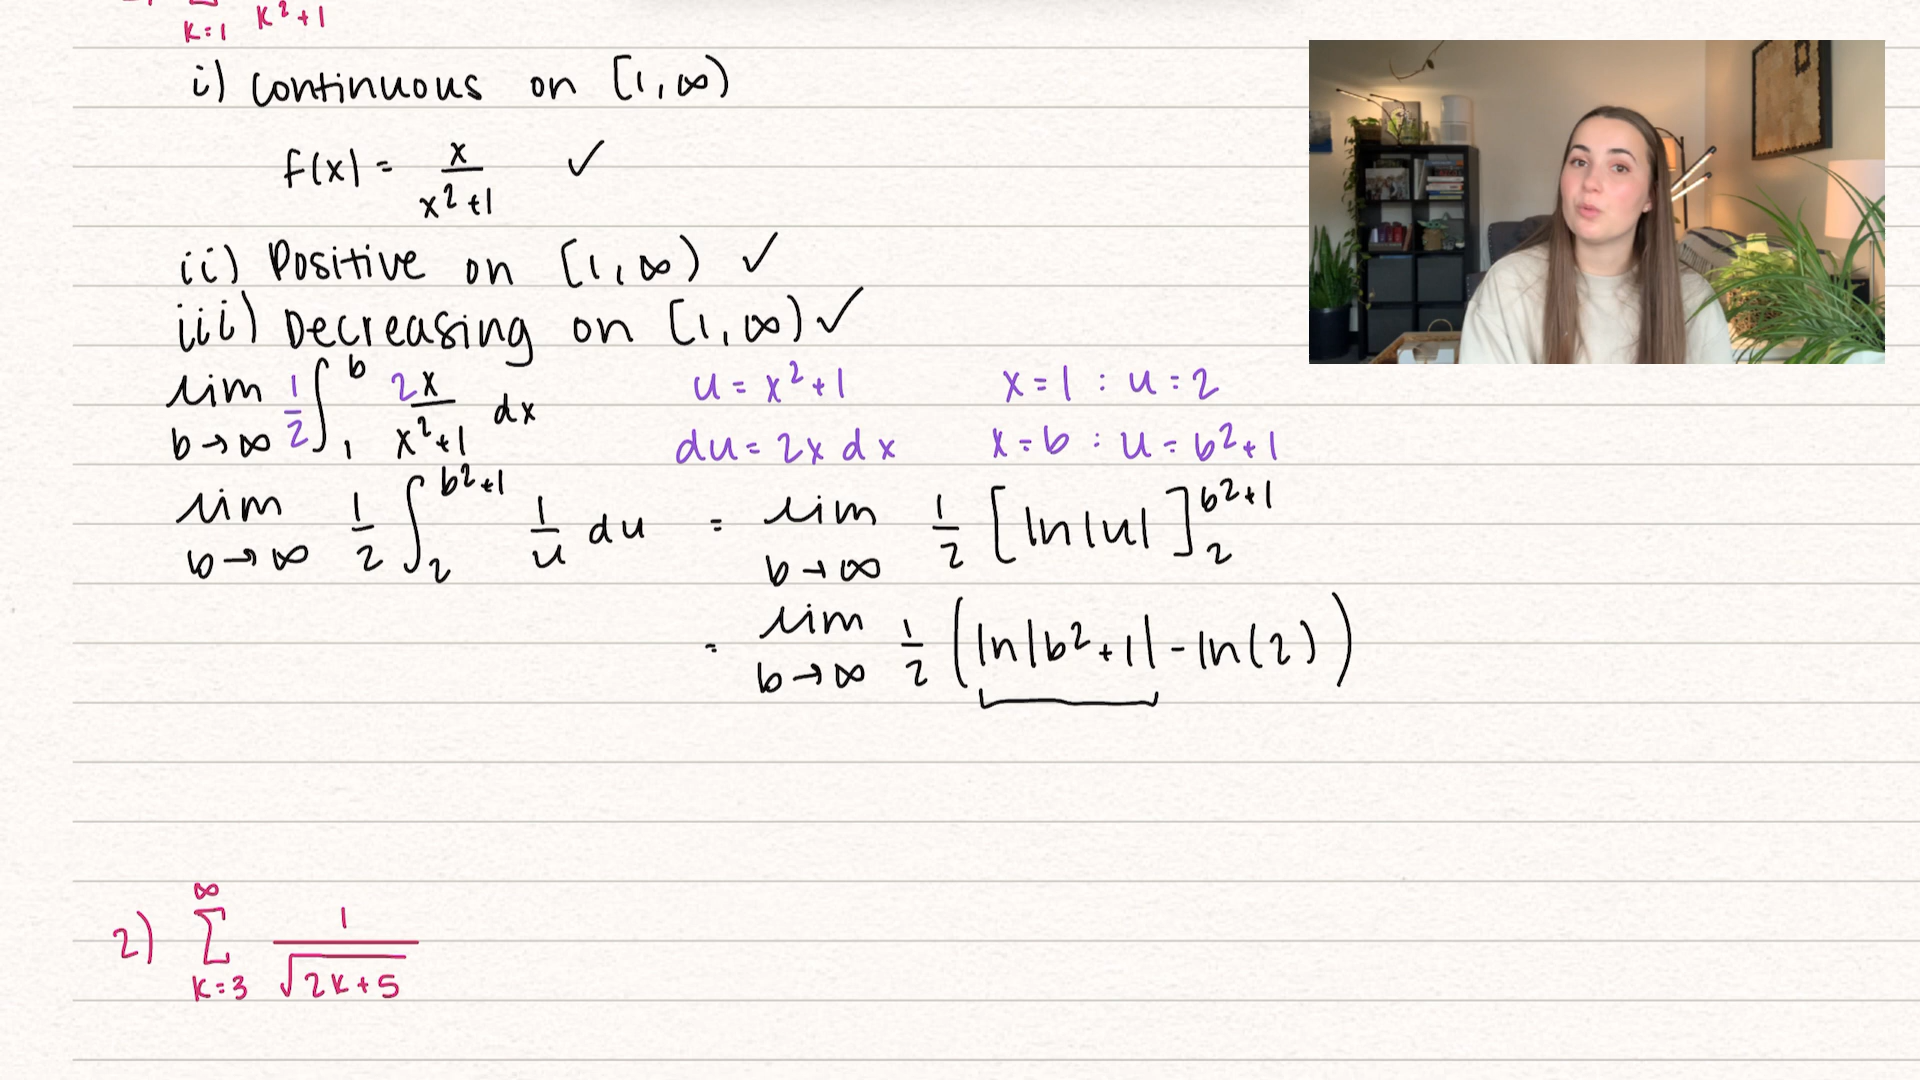 k=1 k²+1
i) continuous on [1,∞)
f(x) = x/(x²+1) ✓
ii) Positive on [1,∞) ✓
iii) Decreasing on [1,∞) ✓
lim b→∞ 1/2 ∫₁ᵇ 2x/(x²+1) dx u = x²+1 x=1 : u=2
du = 2x dx x=b : u=b²+1
lim b→∞ 1/2 ∫₂^(b²+1) 1/u du = lim b→∞ 1/2 [ln|u|]₂^(b²+1)
= lim b→∞ 1/2 (ln|b²+1| - ln(2))
2) ∞ Σ k=3 1/√(2k+5)